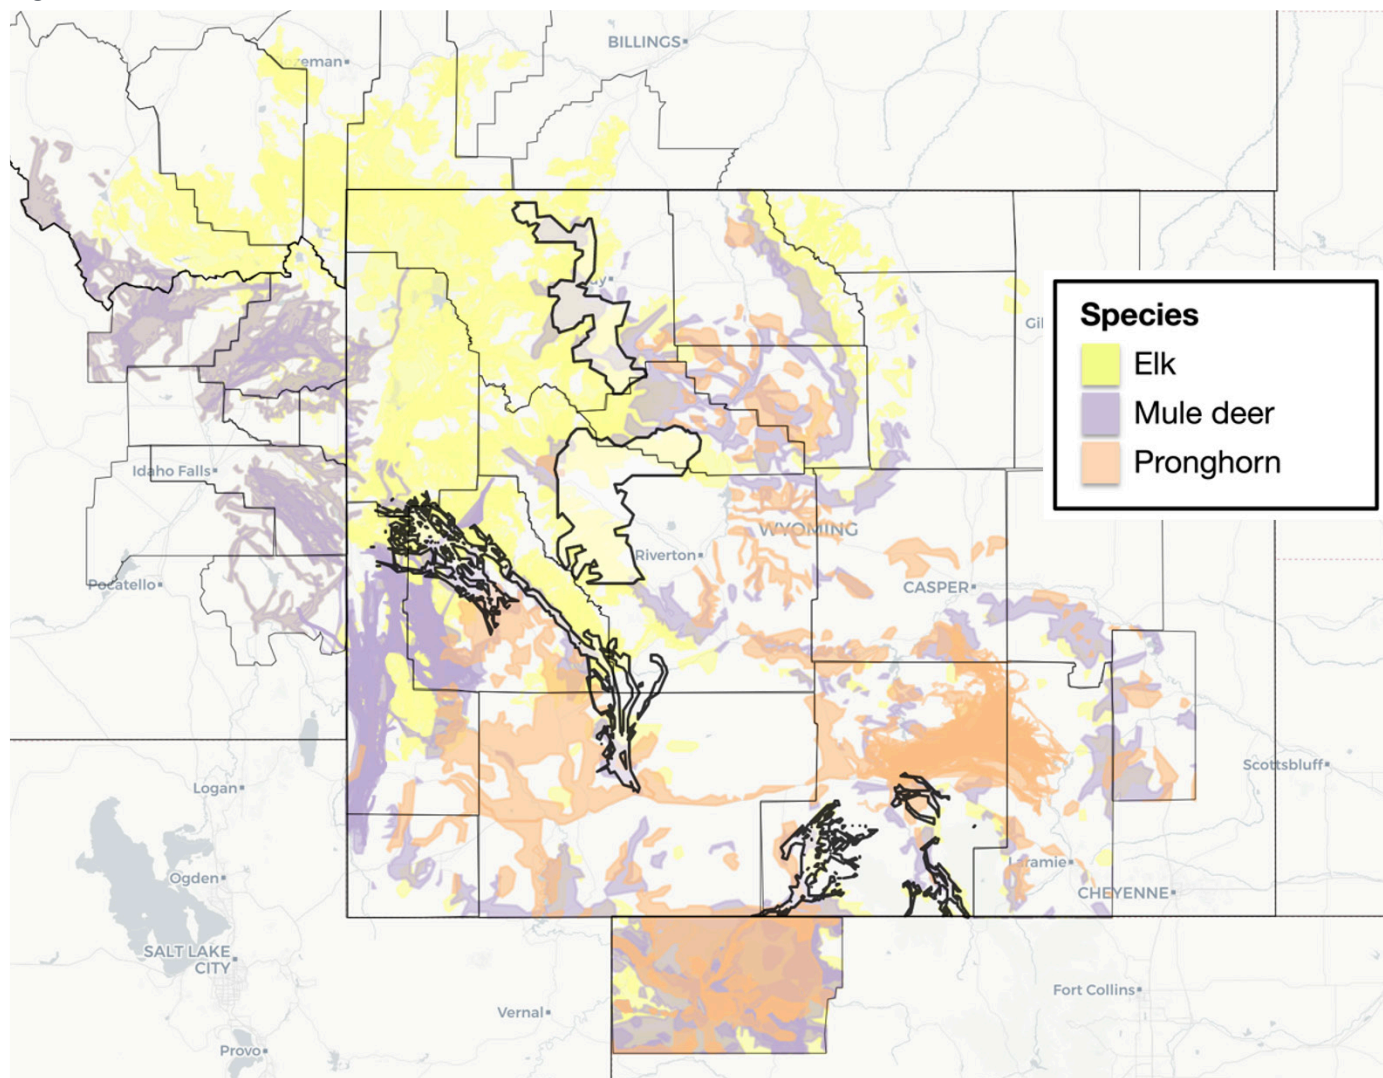 BILLINGS
zeman
Species
Elk
Mule deer
Pronghorn
Idaho Falls
WYOMING
Riverton
Pocatello
CASPER
Scottsbluff
Logan
Ogden
Laramie
CHEYENNE
SALT LAKE
CITY
Vernal
Fort Collins
Provo